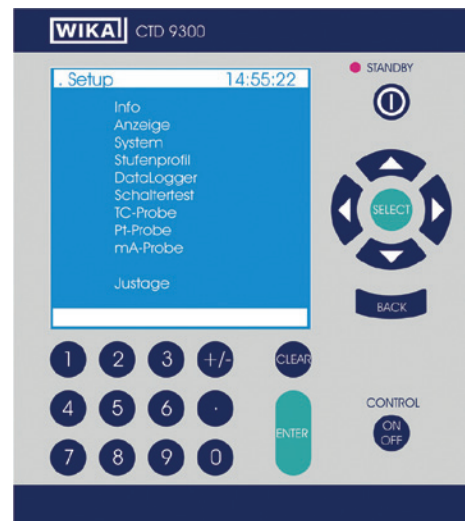 WIKAI CTD 9300
. Setup 14:55:22
Info
Anzeige
System
Stufenprofil
DataLogger
Schaltertest
TC-Probe
Pt-Probe
mA-Probe
Justage
STANDBY
SELECT
BACK
1 2 3 +/- CLEAR
4 5 6 .
ENTER
7 8 9 0
CONTROL
ON
OFF